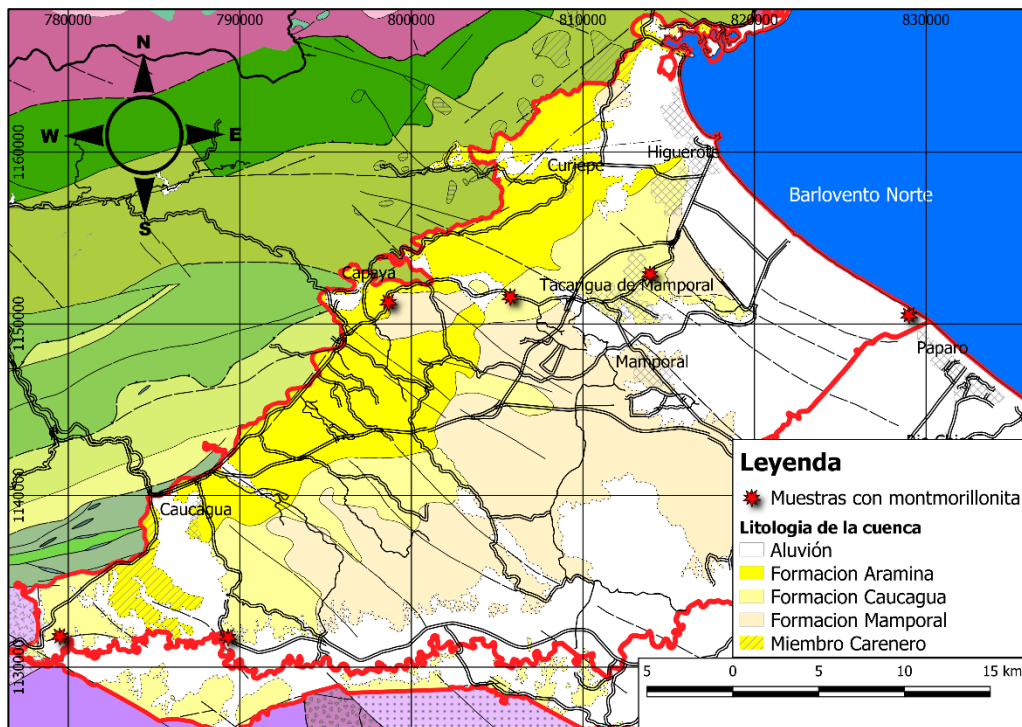 780000
790000
800000
810000
820000
830000
N
W
E
S
1160000
Curiepe
Higuerote
Barlovento Norte
Capaya
Tacarigua de Mamporal
1150000
Mamporal
Paparo
Leyenda
Muestras con montmorillonita
1140000
Caucagua
Litologia de la cuenca
Aluvión
Formacion Aramina
Formacion Caucagua
Formacion Mamporal
Miembro Carenero
1130000
5 0 5 10 15 km